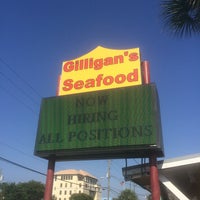 Gilligan's
Seafood
NOW
HIRING
ALL POSITIONS